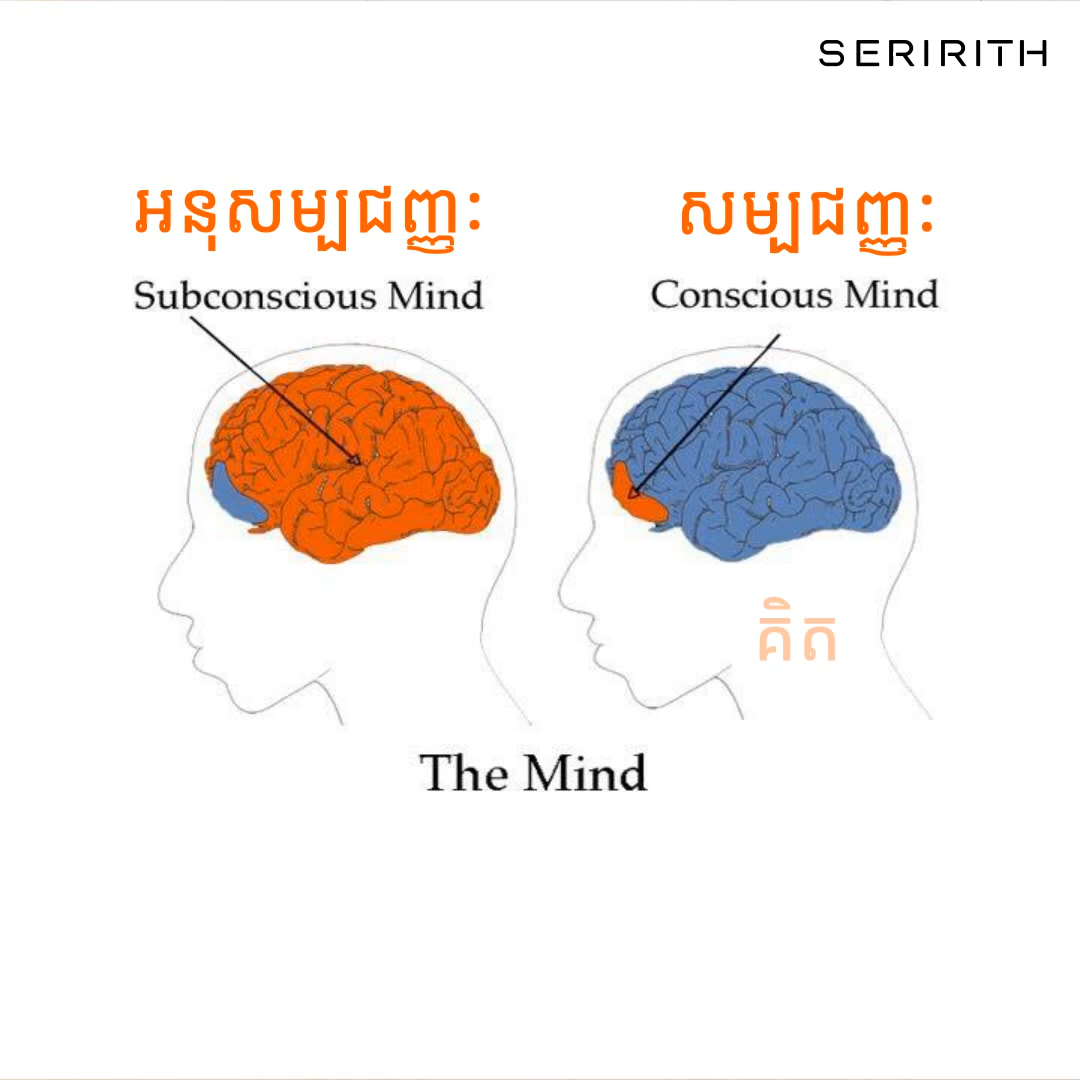 SERIRITH
អនុសម្បជញ្ញៈ
សម្បជញ្ញៈ
Subconscious Mind
Conscious Mind
គិត
The Mind